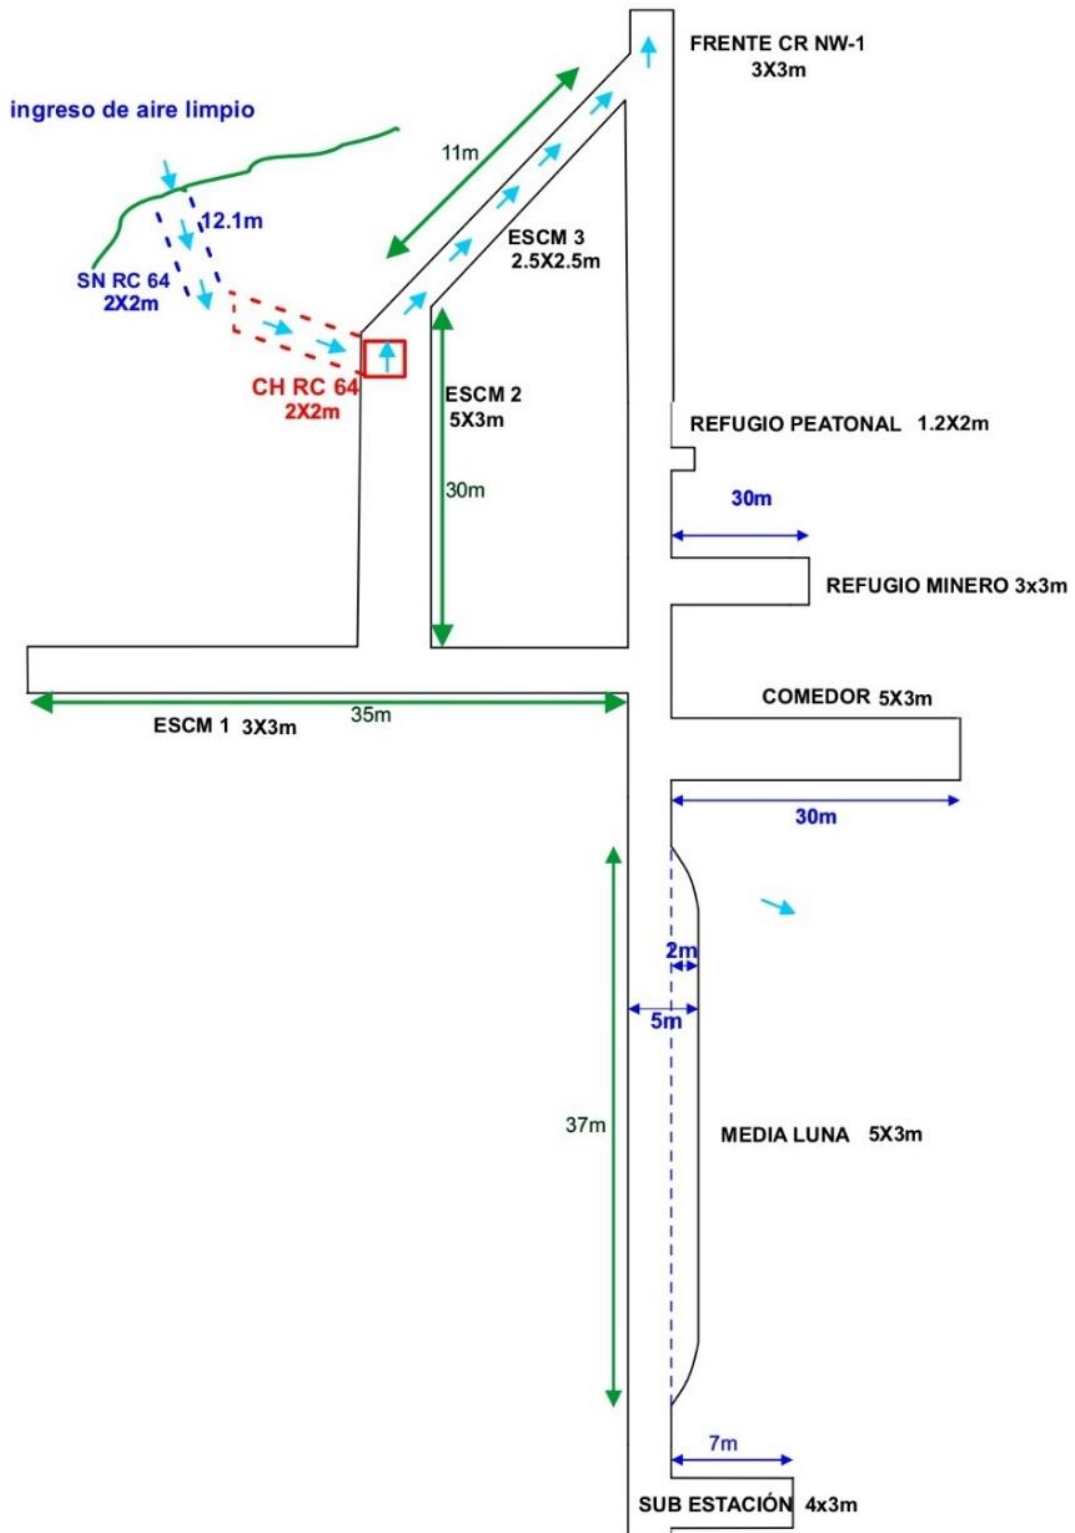 FRENTE CR NW-1
3X3m
ingreso de aire limpio
11m
12.1m
ESCM 3
2.5X2.5m
SN RC 64
2X2m
CH RC 64
2X2m
ESCM 2
5X3m
REFUGIO PEATONAL 1.2X2m
30m
30m
REFUGIO MINERO 3x3m
COMEDOR 5X3m
35m
ESCM 1 3X3m
30m
2m
5m
37m
MEDIA LUNA 5X3m
7m
SUB ESTACIÓN 4x3m